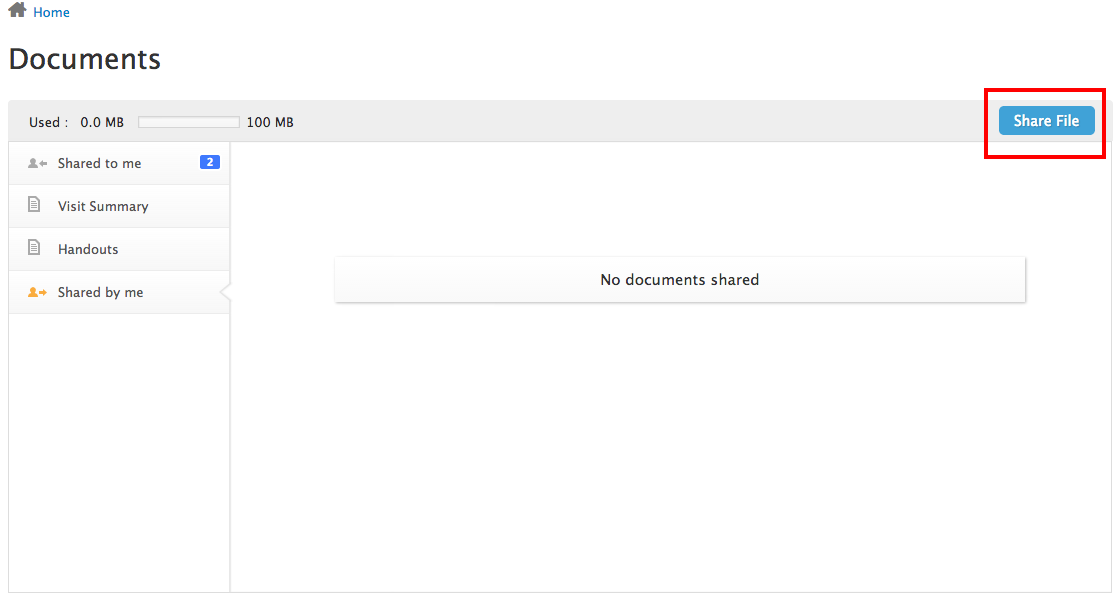 Home
Documents
Used : 0.0 MB 100 MB
Share File
Shared to me 2
Visit Summary
Handouts
Shared by me
No documents shared